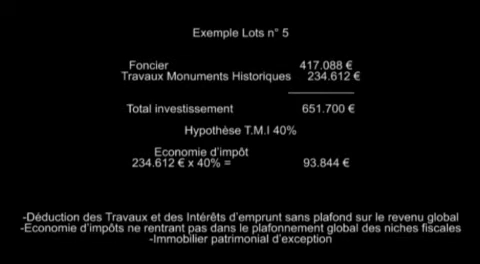 Exemple Lots n° 5
Foncier 417.088 €
Travaux Monuments Historiques 234.612 €
Total investissement 651.700 €
Hypothèse T.M.I 40%
Economie d'impôt
234.612 € x 40% = 93.844 €
-Déduction des Travaux et des Intérêts d'emprunt sans plafond sur le revenu global
-Economie d'impôts ne rentrant pas dans le plafonnement global des niches fiscales
-Immobilier patrimonial d'exception